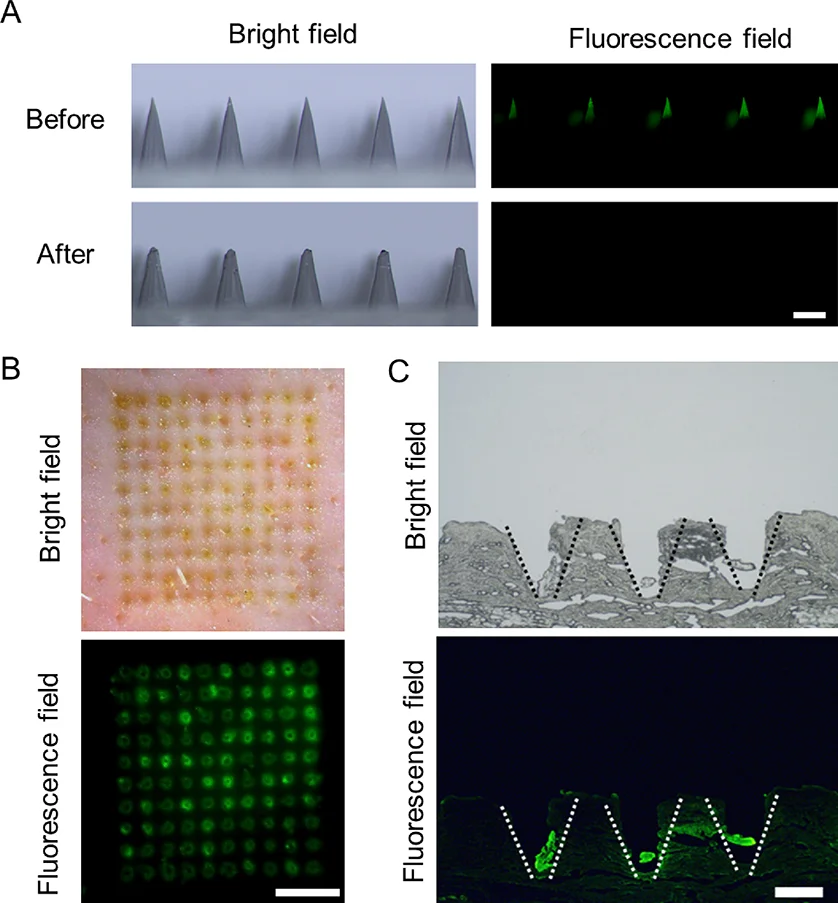 A
Bright field
Fluorescence field
Before
After
B
Bright field
Fluorescence field
C
Bright field
Fluorescence field